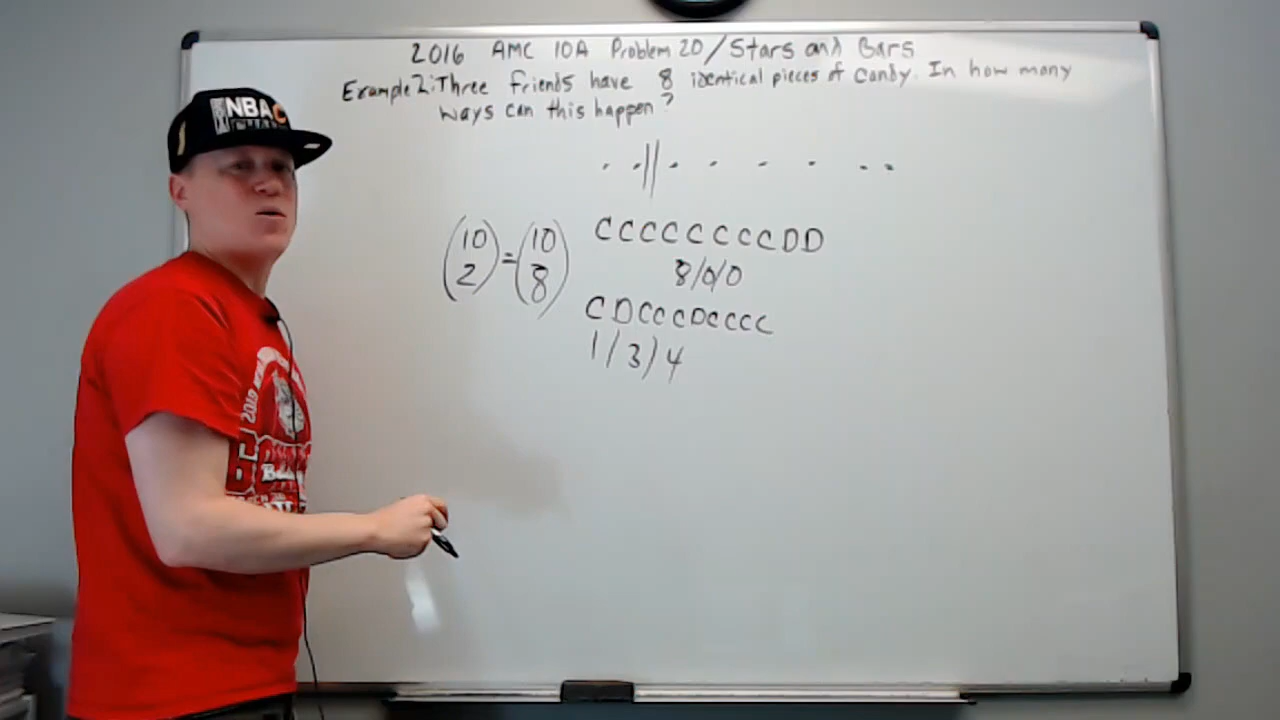 2016 AMC 10A Problem 20/Stars and Bars
Example 2: Three friends have 8 identical pieces of candy. In how many
ways can this happen?
(10 2) = (10 8)
CCCCCCCCDD
8/0/0
CDCCCDCCCC
1/3/4
NBA
2019